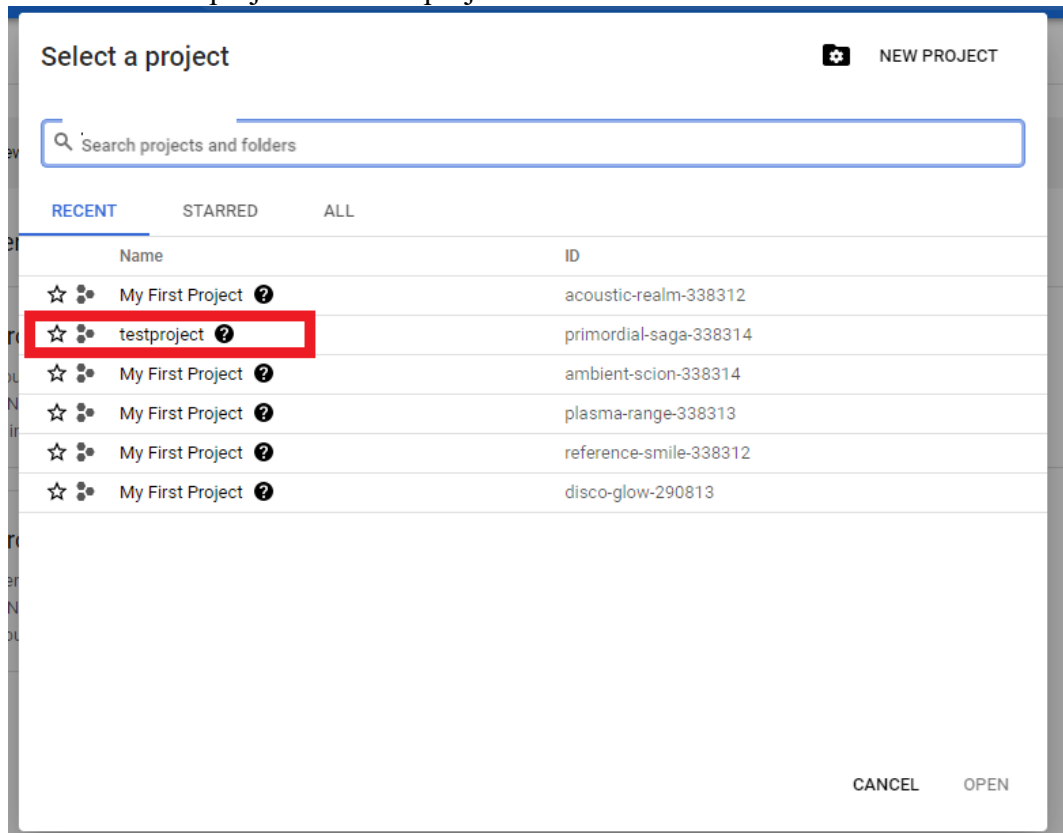 Select a project
NEW PROJECT
Search projects and folders
RECENT STARRED ALL
Name ID
My First Project acoustic-realm-338312
testproject primordial-saga-338314
My First Project ambient-scion-338314
My First Project plasma-range-338313
My First Project reference-smile-338312
My First Project disco-glow-290813
CANCEL OPEN